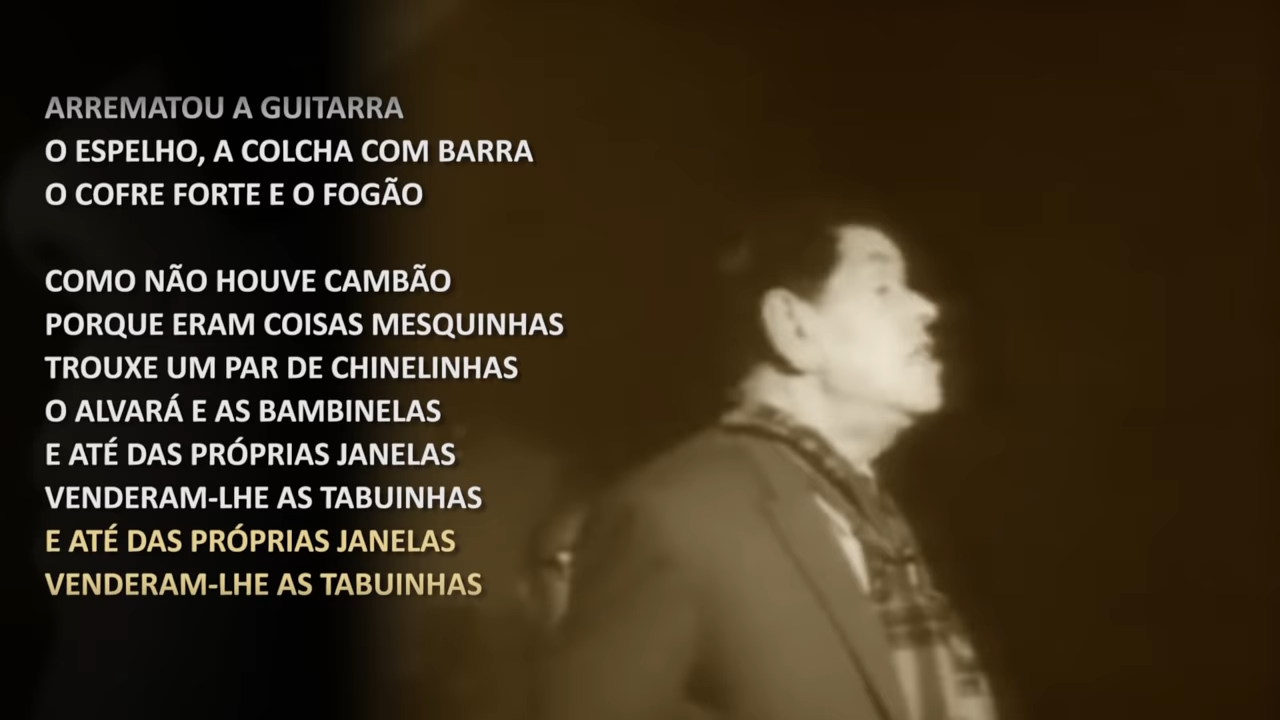 ARREMATOU A GUITARRA
O ESPELHO, A COLCHA COM BARRA
O COFRE FORTE E O FOGÃO
COMO NÃO HOUVE CAMBÃO
PORQUE ERAM COISAS MESQUINHAS
TROUXE UM PAR DE CHINELINHAS
O ALVARÁ E AS BAMBINELAS
E ATÉ DAS PRÓPRIAS JANELAS
VENDERAM-LHE AS TABUINHAS
E ATÉ DAS PRÓPRIAS JANELAS
VENDERAM-LHE AS TABUINHAS